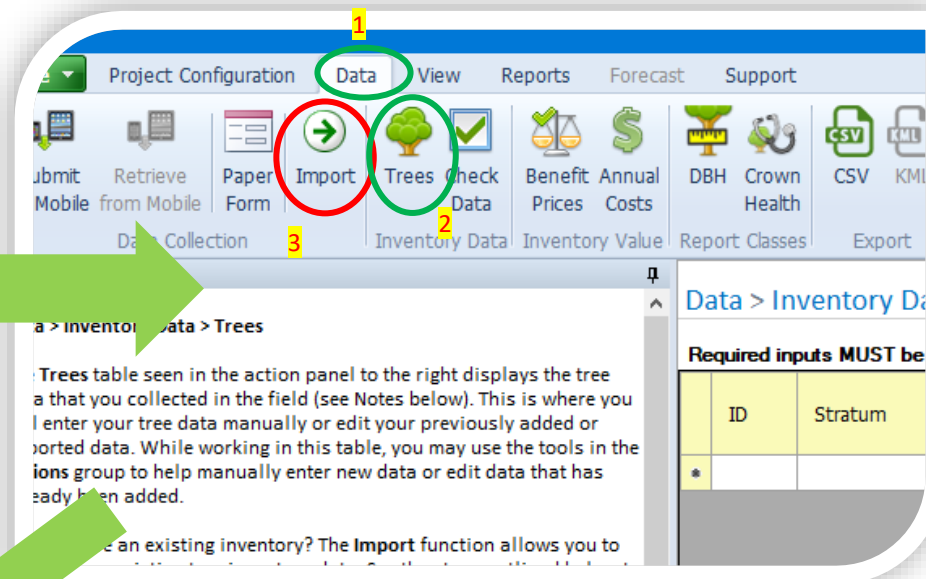 1
Project Configuration Data View Reports Forecast Support
Retrieve Paper Import Trees Check Benefit Annual DBH Crown CSV
Mobile from Mobile Form Data Prices Costs Health
2
Collection Inventory Data Inventory Value Report Classes Export
3
Data > Inventory
> Trees
Required inputs MUST be
Trees table seen in the action panel to the right displays the tree
that you collected in the field (see Notes below). This is where you
enter your tree data manually or edit your previously added or
data. While working in this table, you may use the tools in the
group to help manually enter new data or edit data that has
added.
ID Stratum
*
an existing inventory? The Import function allows you to